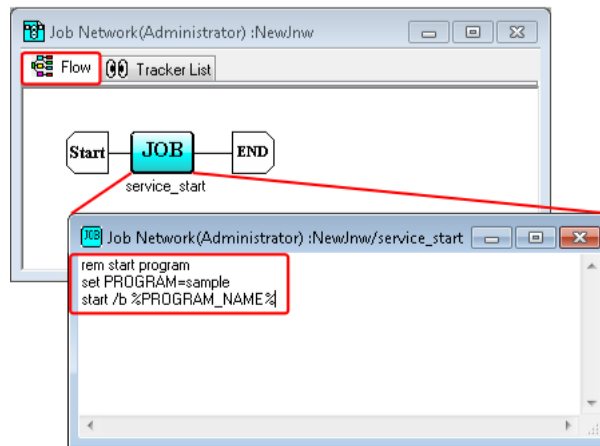 Job Network(Administrator) :NewJnw
Flow
Tracker List
Start
JOB
END
service_start
JOB
Job Network(Administrator) :NewJnw/service_start
rem start program
set PROGRAM=sample
start /b %PROGRAM_NAME%